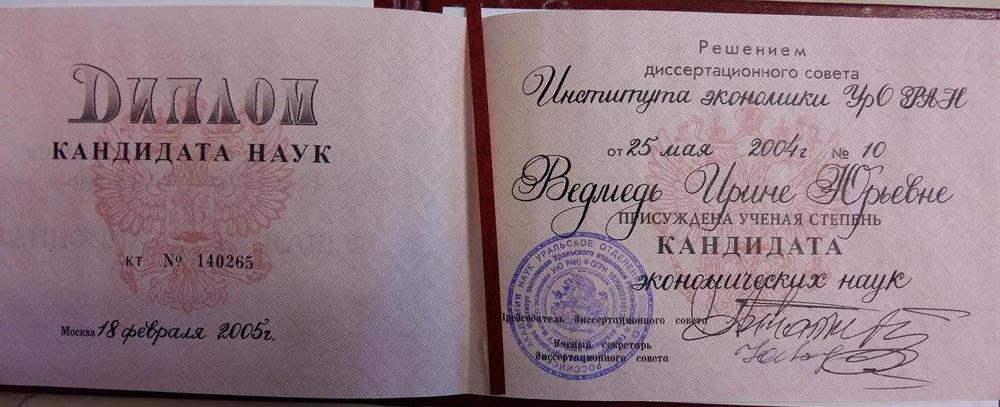 Диплом
КАНДИДАТА НАУК
КТ № 140265
Москва 18 февраля 2005г.
Решением
диссертационного совета
Института экономики УрО РАН
от 25 мая 2004г. № 10
Ведмедь Ирине Юрьевне
ПРИСУЖДЕНА УЧЕНАЯ СТЕПЕНЬ
КАНДИДАТА
экономических наук
Председатель диссертационного совета
Ученый секретарь
диссертационного совета